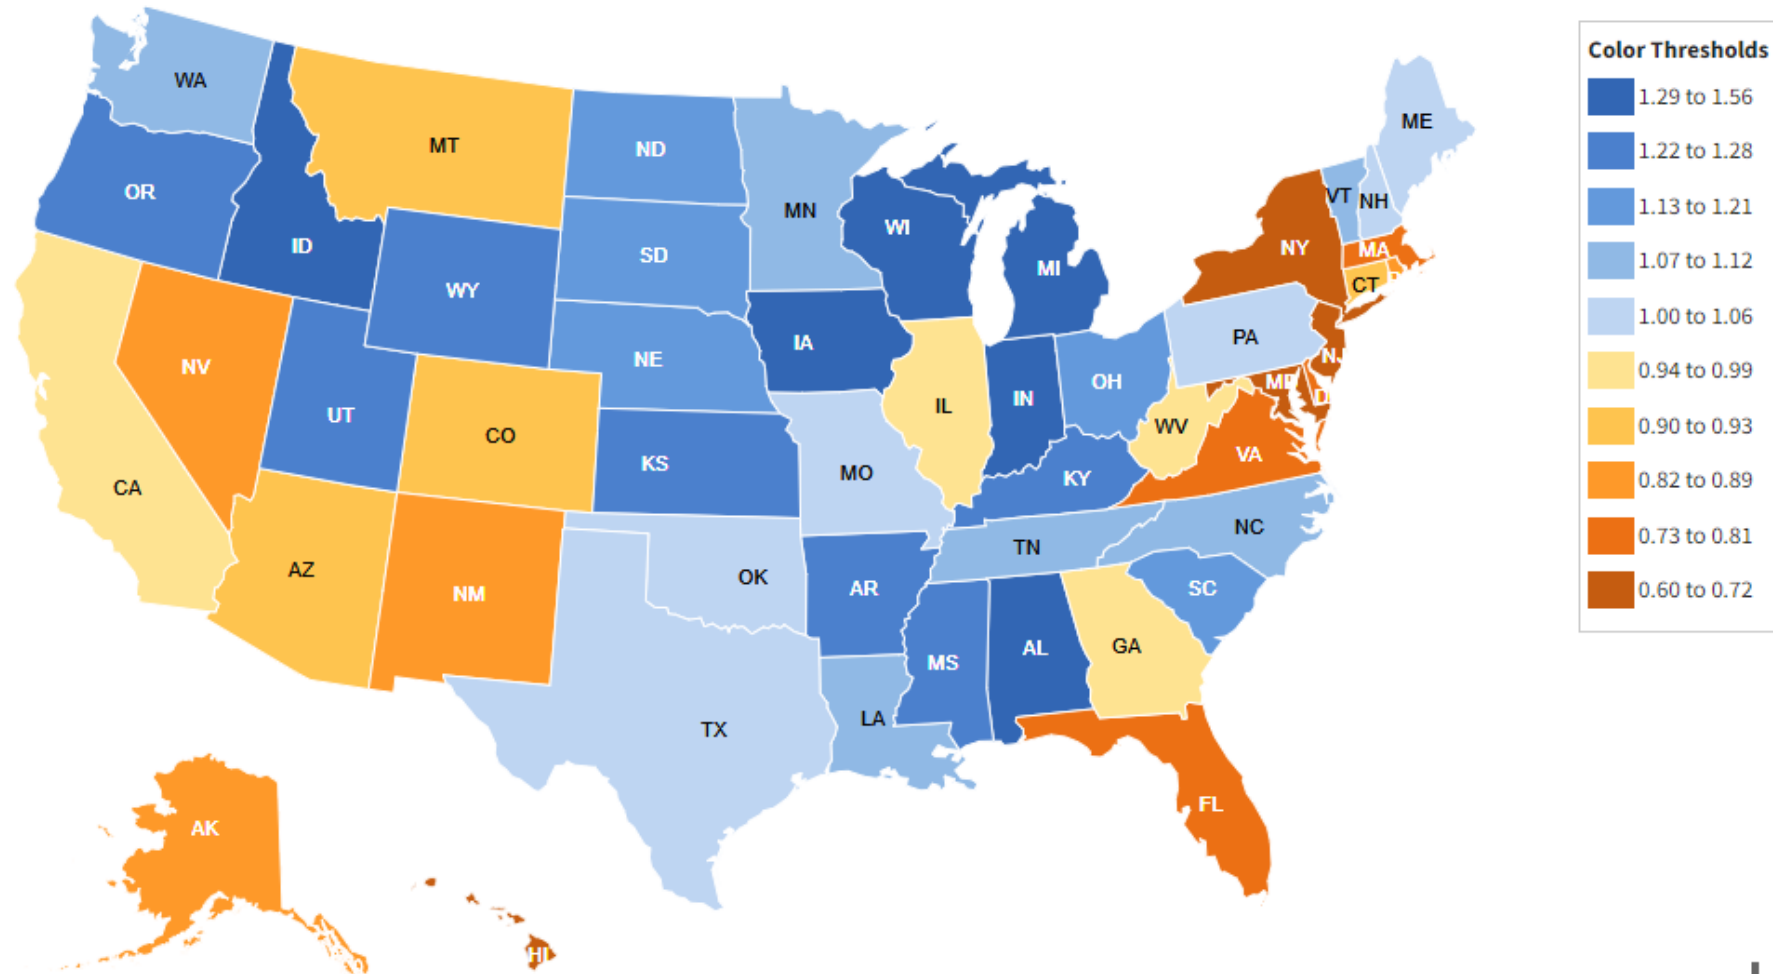 Color Thresholds
1.29 to 1.56
1.22 to 1.28
1.13 to 1.21
1.07 to 1.12
1.00 to 1.06
0.94 to 0.99
0.90 to 0.93
0.82 to 0.89
0.73 to 0.81
0.60 to 0.72
WA
MT
ND
MN
ME
OR
ID
WY
SD
WI
MI
VT
NH
NY
MA
CT
NV
UT
CO
NE
IA
IL
IN
OH
PA
NJ
WV
VA
CA
KS
MO
KY
AZ
NM
OK
AR
TN
NC
SC
TX
LA
MS
AL
GA
FL
AK
HI